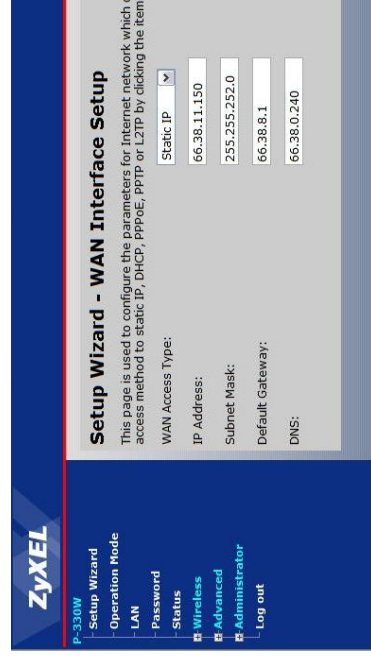 ZyXEL
P-330W
Setup Wizard
Operation Mode
LAN
Password
Status
Wireless
Advanced
Administrator
Log out
Setup Wizard - WAN Interface Setup
This page is used to configure the parameters for Internet network which
access method to static IP, DHCP, PPPoE, PPTP or L2TP by clicking the item
WAN Access Type: Static IP
IP Address: 66.38.11.150
Subnet Mask: 255.255.252.0
Default Gateway: 66.38.8.1
DNS: 66.38.0.240